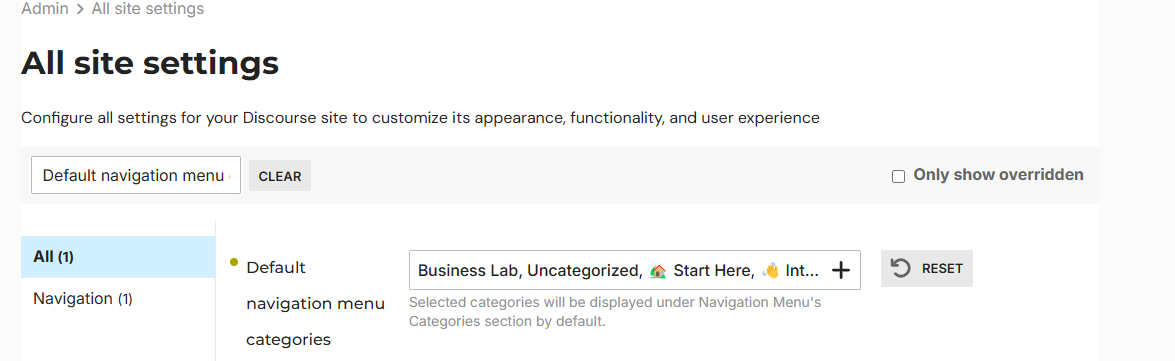 Admin > All site settings
All site settings
Configure all settings for your Discourse site to customize its appearance, functionality, and user experience
Default navigation menu
CLEAR
Only show overridden
All (1)
Navigation (1)
Default
navigation menu
categories
Business Lab, Uncategorized, 🏠 Start Here, 👋 Int...
RESET
Selected categories will be displayed under Navigation Menu's
Categories section by default.